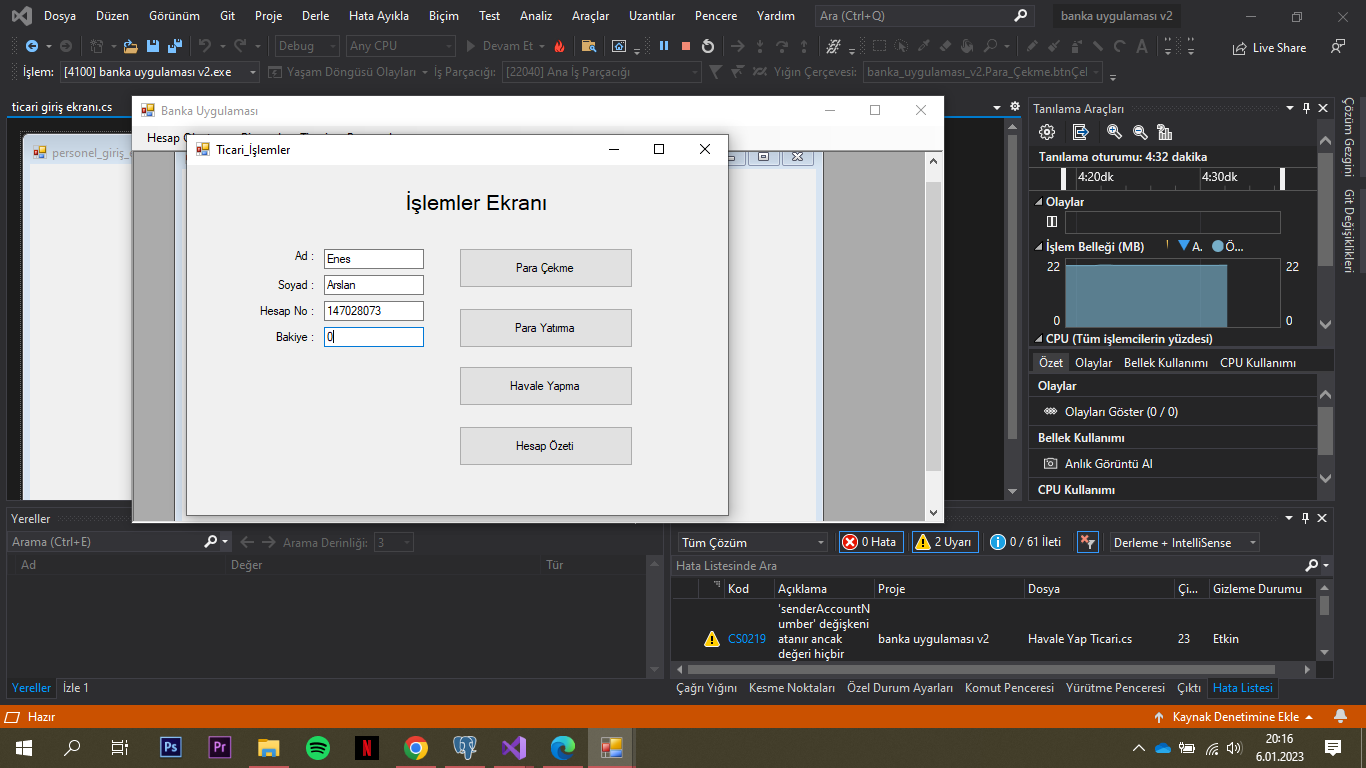 Dosya Düzen Görünüm Git Proje Derle Hata Ayıkla Biçim Test Analiz Araçlar Uzantılar Pencere Yardım Ara (Ctrl+Q) banka uygulaması v2
Debug Any CPU Devam Et Live Share
İşlem: [4100] banka uygulaması v2.exe Yaşam Döngüsü Olayları İş Parçacığı: [22040] Ana İş Parçacığı Yığın Çerçevesi: banka_uygulaması_v2.Para_Çekme.btnÇel
ticari giriş ekranı.cs
personel_giriş_
Banka Uygulaması
Hesap
Ticari_İşlemler
İşlemler Ekranı
Ad : Enes
Soyad : Arslan
Hesap No : 147028073
Bakiye : 0
Para Çekme
Para Yatırma
Havale Yapma
Hesap Özeti
Tanılama Araçları
Tanılama oturumu: 4:32 dakika
4:20dk 4:30dk
Olaylar
İşlem Belleği (MB) A. Ö...
22 22
0 0
CPU (Tüm işlemcilerin yüzdesi)
Özet Olaylar Bellek Kullanımı CPU Kullanımı
Olaylar
Olayları Göster (0 / 0)
Bellek Kullanımı
Anlık Görüntü Al
CPU Kullanımı
Çözüm Gezgini
Git Değişiklikleri
Yereller
Arama (Ctrl+E) Arama Derinliği: 3
Ad Değer Tür
Yereller İzle 1
Tüm Çözüm 0 Hata 2 Uyarı 0 / 61 İleti Derleme + IntelliSense
Hata Listesinde Ara
Kod Açıklama Proje Dosya Çi... Gizleme Durumu
CS0219 'senderAccountN
umber' değişkeni
atanır ancak
değeri hiçbir
banka uygulaması v2 Havale Yap Ticari.cs 23 Etkin
Çağrı Yığını Kesme Noktaları Özel Durum Ayarları Komut Penceresi Yürütme Penceresi Çıktı Hata Listesi
Hazır Kaynak Denetimine Ekle
Ps Pr N
20:16
6.01.2023